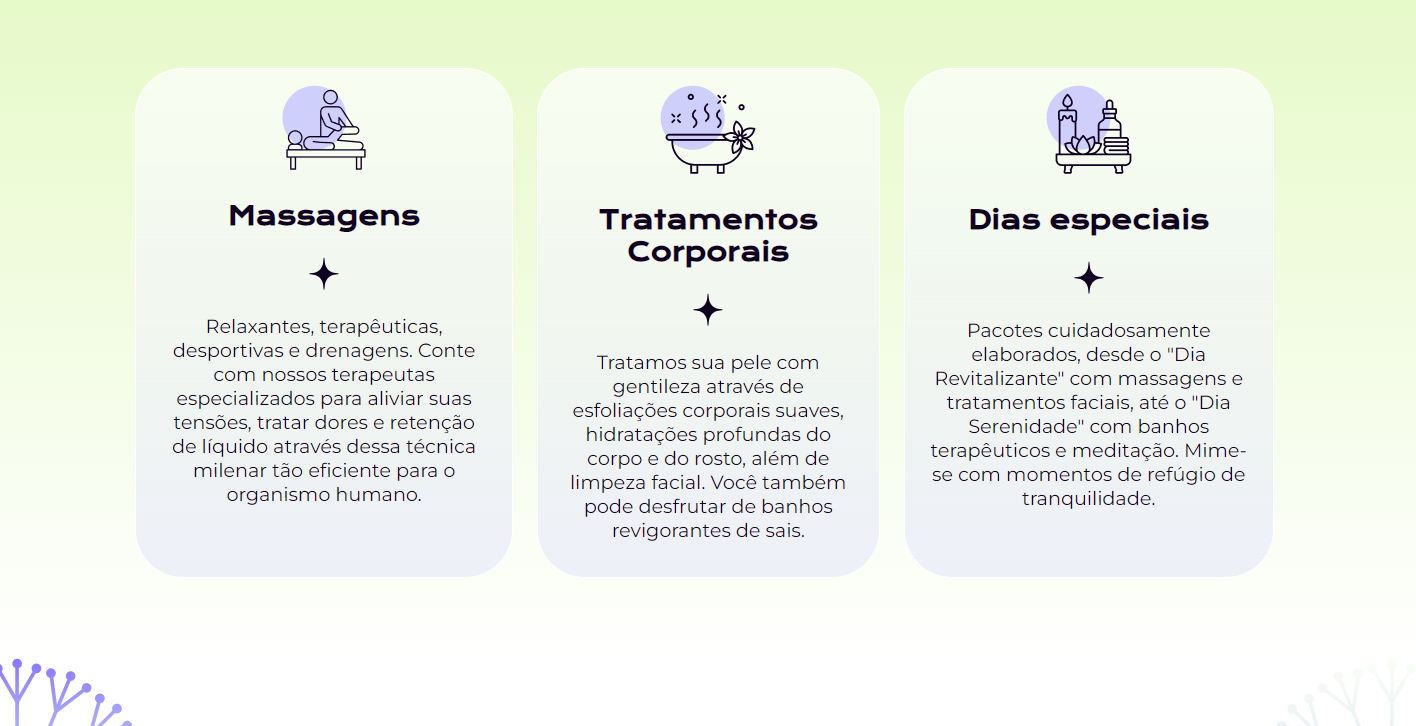 Massagens
Relaxantes, terapêuticas,
desportivas e drenagens. Conte
com nossos terapeutas
especializados para aliviar suas
tensões, tratar dores e retenção
de líquido através dessa técnica
milenar tão eficiente para o
organismo humano.
Tratamentos
Corporais
Tratamos sua pele com
gentileza através de
esfoliações corporais suaves,
hidratações profundas do
corpo e do rosto, além de
limpeza facial. Você também
pode desfrutar de banhos
revigorantes de sais.
Dias especiais
Pacotes cuidadosamente
elaborados, desde o "Dia
Revitalizante" com massagens e
tratamentos faciais, até o "Dia
Serenidade" com banhos
terapêuticos e meditação. Mime-
se com momentos de refúgio de
tranquilidade.